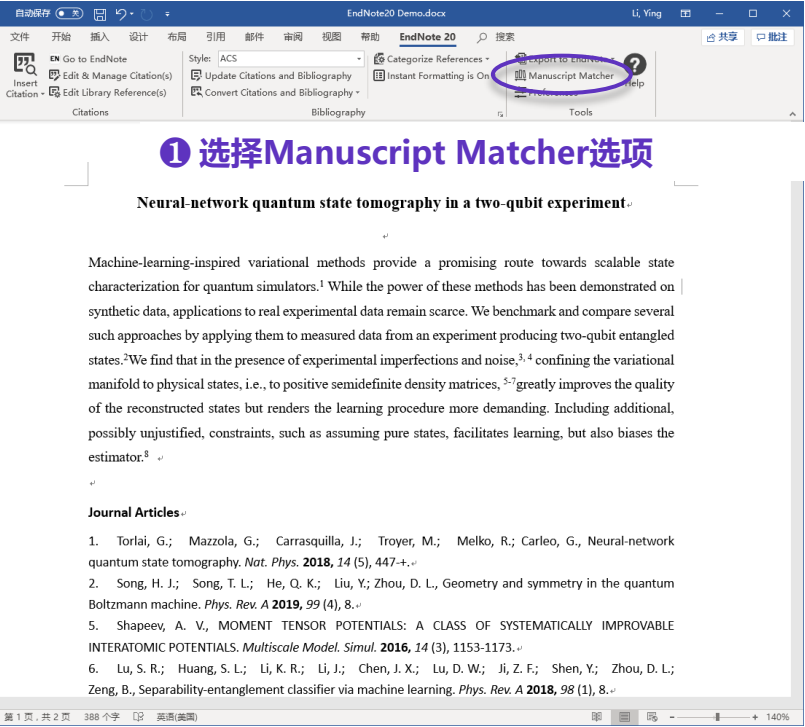 自动保存 关 EndNote20 Demo.docx Li, Ying
文件 开始 插入 设计 布局 引用 邮件 审阅 视图 帮助 EndNote 20 搜索 共享 批注
EN Go to EndNote Style: ACS Categorize References Export to EndNote
Insert Citation Edit & Manage Citation(s) Update Citations and Bibliography Instant Formatting is On Manuscript Matcher Help
Edit Library Reference(s) Convert Citations and Bibliography Preferences
Citations Bibliography Tools
❶ 选择Manuscript Matcher选项
Neural-network quantum state tomography in a two-qubit experiment
Machine-learning-inspired variational methods provide a promising route towards scalable state
characterization for quantum simulators.1 While the power of these methods has been demonstrated on
synthetic data, applications to real experimental data remain scarce. We benchmark and compare several
such approaches by applying them to measured data from an experiment producing two-qubit entangled
states.2We find that in the presence of experimental imperfections and noise,3, 4 confining the variational
manifold to physical states, i.e., to positive semidefinite density matrices, 5-7greatly improves the quality
of the reconstructed states but renders the learning procedure more demanding. Including additional,
possibly unjustified, constraints, such as assuming pure states, facilitates learning, but also biases the
estimator.8
Journal Articles
1. Torlai, G.; Mazzola, G.; Carrasquilla, J.; Troyer, M.; Melko, R.; Carleo, G., Neural-network
quantum state tomography. Nat. Phys. 2018, 14 (5), 447-+.
2. Song, H. J.; Song, T. L.; He, Q. K.; Liu, Y.; Zhou, D. L., Geometry and symmetry in the quantum
Boltzmann machine. Phys. Rev. A 2019, 99 (4), 8.
5. Shapeev, A. V., MOMENT TENSOR POTENTIALS: A CLASS OF SYSTEMATICALLY IMPROVABLE
INTERATOMIC POTENTIALS. Multiscale Model. Simul. 2016, 14 (3), 1153-1173.
6. Lu, S. R.; Huang, S. L.; Li, K. R.; Li, J.; Chen, J. X.; Lu, D. W.; Ji, Z. F.; Shen, Y.; Zhou, D. L.;
Zeng, B., Separability-entanglement classifier via machine learning. Phys. Rev. A 2018, 98 (1), 8.
第 1 页，共 2 页 388 个字 英语(美国) 140%